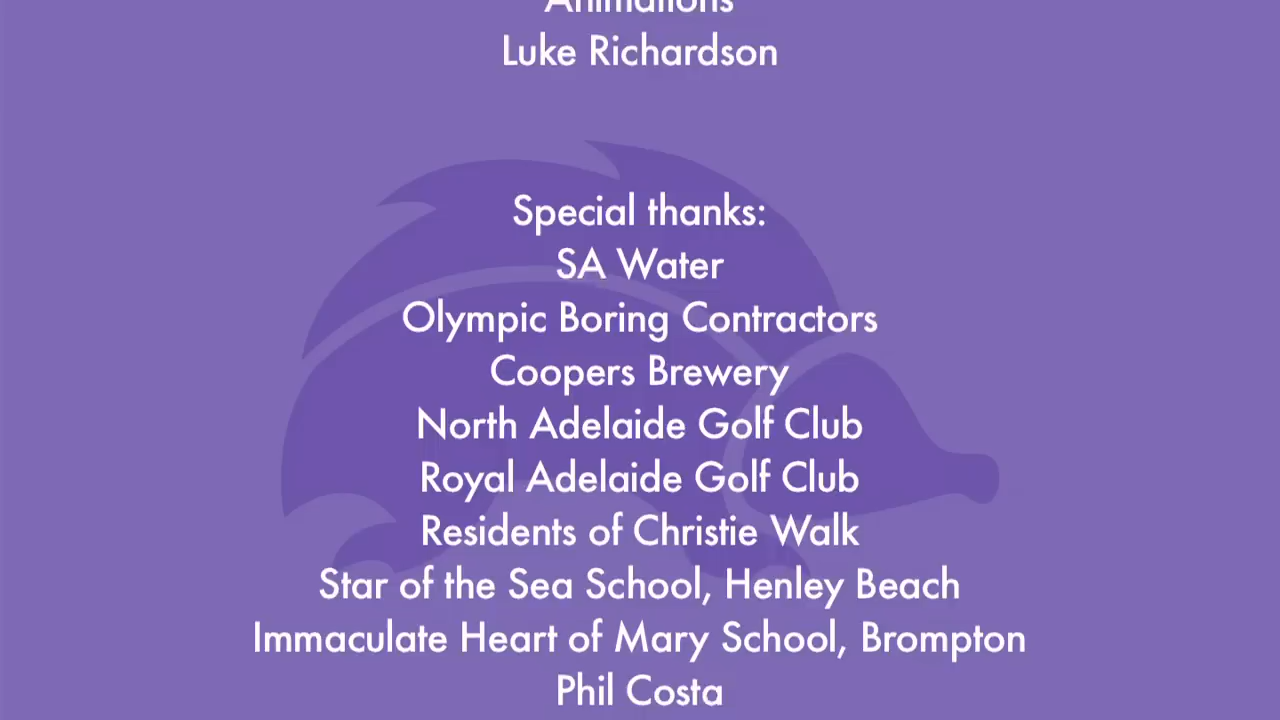 Animations
Luke Richardson
Special thanks:
SA Water
Olympic Boring Contractors
Coopers Brewery
North Adelaide Golf Club
Royal Adelaide Golf Club
Residents of Christie Walk
Star of the Sea School, Henley Beach
Immaculate Heart of Mary School, Brompton
Phil Costa